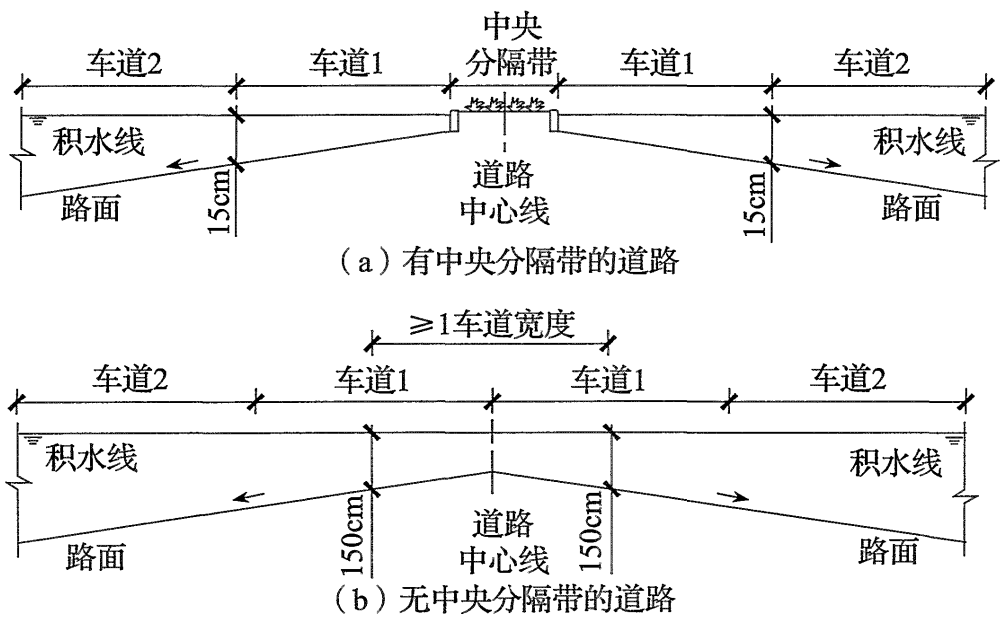 中央
分隔带
车道2 车道1 车道1 车道2
积水线 积水线
路面 15cm 道路 15cm 路面
中心线
(a)有中央分隔带的道路
≥1车道宽度
车道2 车道1 车道1 车道2
积水线 积水线
路面 150cm 道路 150cm 路面
中心线
(b)无中央分隔带的道路